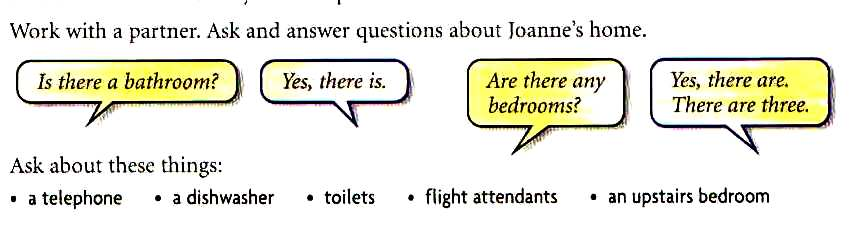 Work with a partner. Ask and answer questions about Joanne's home.
Is there a bathroom?
Yes, there is.
Are there any
bedrooms?
Yes, there are.
There are three.
Ask about these things:
• a telephone • a dishwasher • toilets • flight attendants • an upstairs bedroom